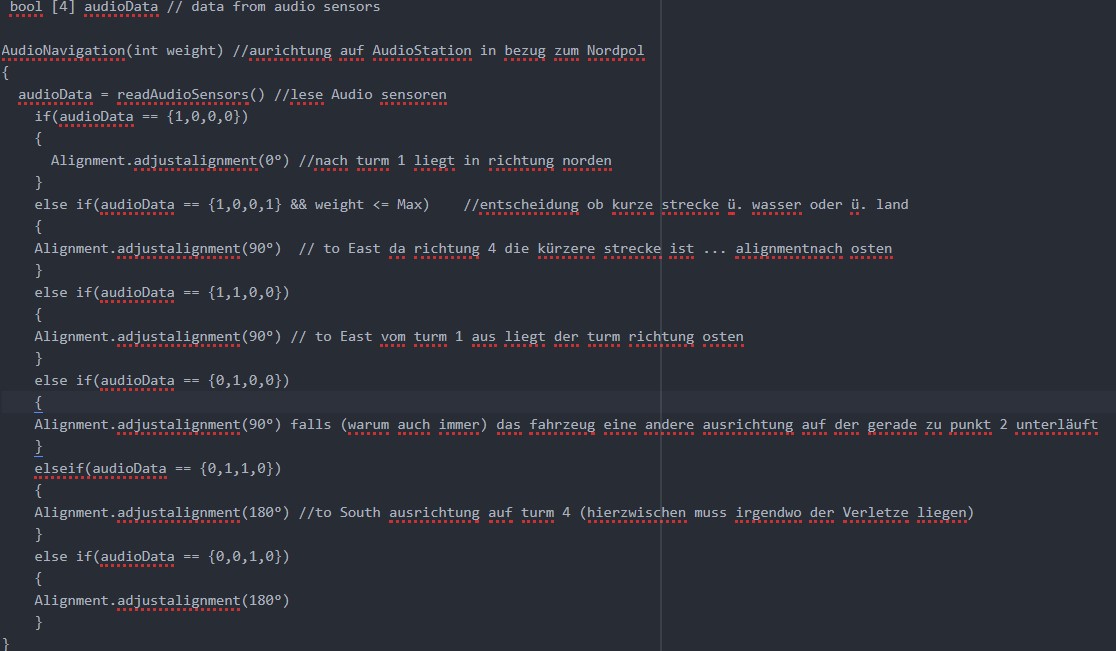 bool [4] audioData // data from audio sensors
AudioNavigation(int weight) //aurichtung auf AudioStation in bezug zum Nordpol
{
audioData = readAudioSensors() //lese Audio sensoren
if(audioData == {1,0,0,0})
{
Alignment.adjustalignment(0°) //nach turm 1 liegt in richtung norden
}
else if(audioData == {1,0,0,1} && weight <= Max) //entscheidung ob kurze strecke ü. wasser oder ü. land
{
Alignment.adjustalignment(90°) // to East da richtung 4 die kürzere strecke ist ... alignmentnach osten
}
else if(audioData == {1,1,0,0})
{
Alignment.adjustalignment(90°) // to East vom turm 1 aus liegt der turm richtung osten
}
else if(audioData == {0,1,0,0})
{
Alignment.adjustalignment(90°) falls (warum auch immer) das fahrzeug eine andere ausrichtung auf der gerade zu punkt 2 unterläuft
}
elseif(audioData == {0,1,1,0})
{
Alignment.adjustalignment(180°) //to South ausrichtung auf turm 4 (hierzwischen muss irgendwo der Verletze liegen)
}
else if(audioData == {0,0,1,0})
{
Alignment.adjustalignment(180°)
}
}